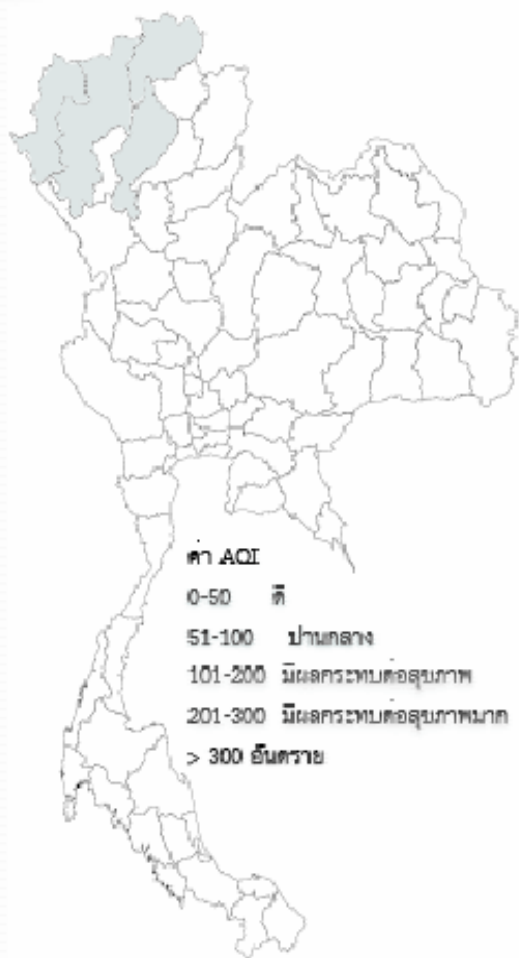 ค่า AQI
0-50 ดี
51-100 ปานกลาง
101-200 มีผลกระทบต่อสุขภาพ
201-300 มีผลกระทบต่อสุขภาพมาก
> 300 อันตราย